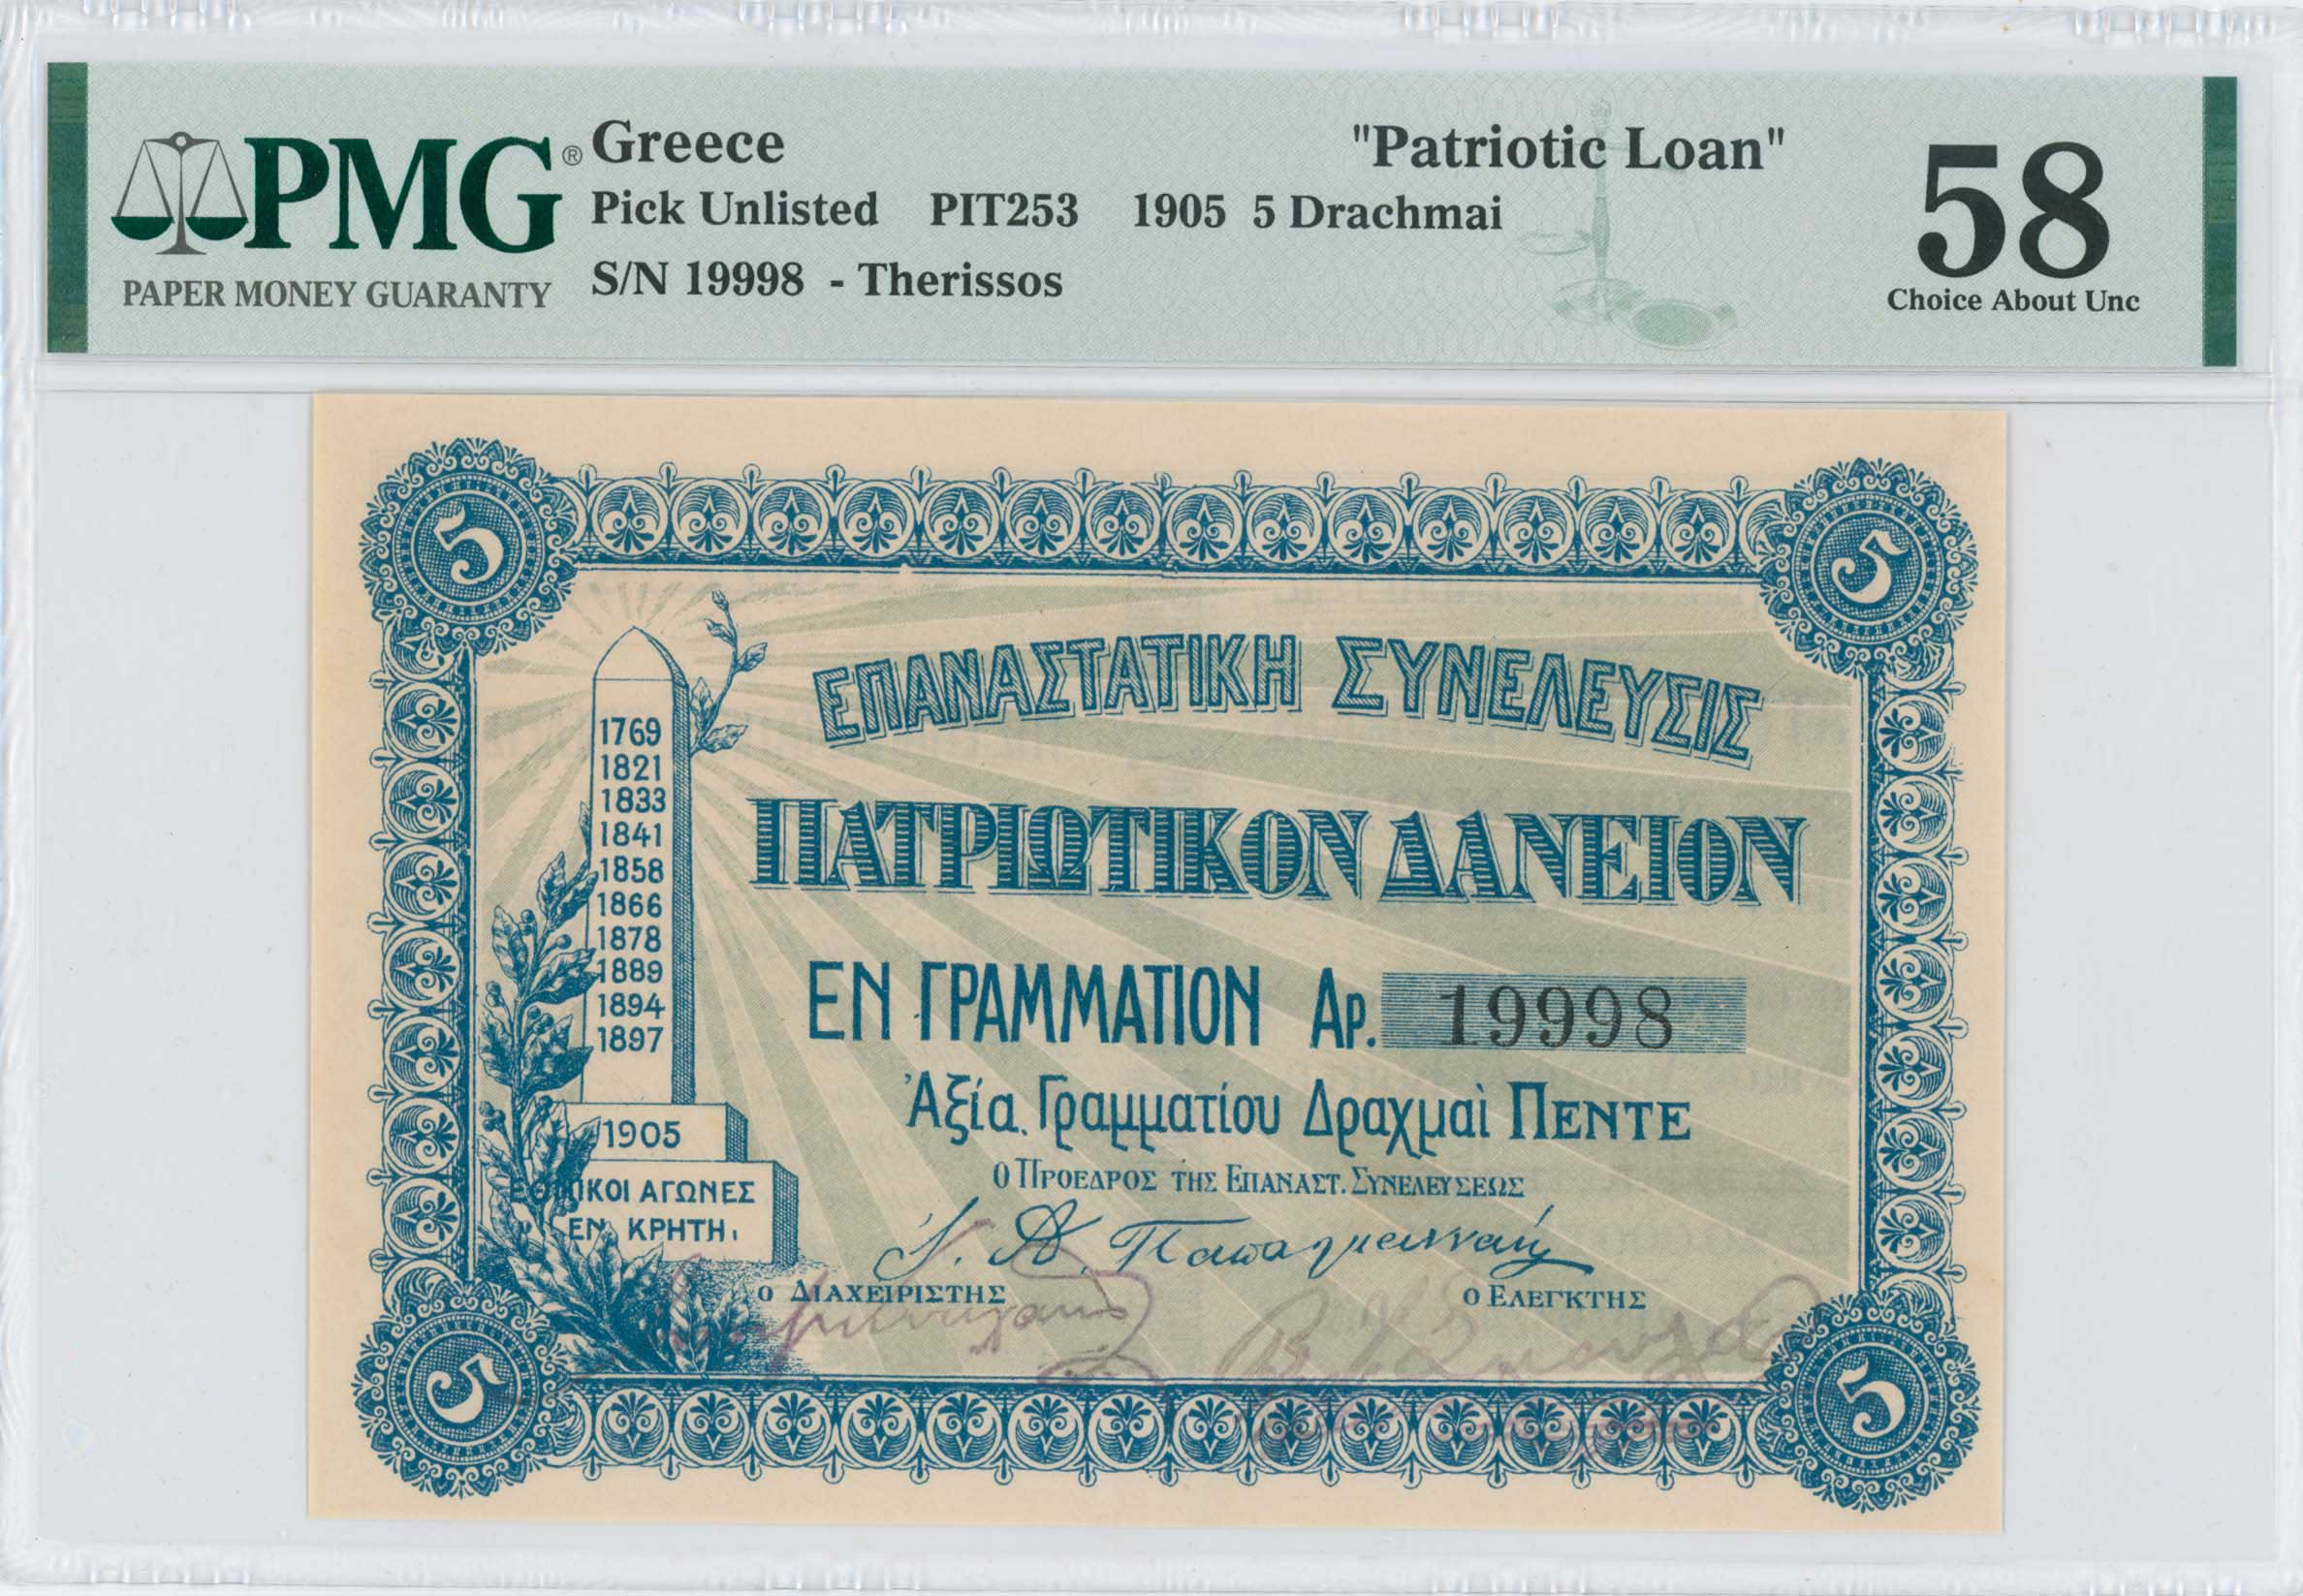 PMG® Greece "Patriotic Loan" 58
Pick Unlisted PIT253 1905 5 Drachmai
PAPER MONEY GUARANTY S/N 19998 - Therissos Choice About Unc
5 5
ΕΠΑΝΑΣΤΑΤΙΚΗ ΣΥΝΕΛΕΥΣΙΣ
ΠΑΤΡΙΩΤΙΚΟΝ ΔΑΝΕΙΟΝ
ΕΝ ΓΡΑΜΜΑΤΙΟΝ ΑΡ. 19998
Ἀξία Γραμματίου Δραχμαὶ ΠΕΝΤΕ
Ο ΠΡΟΕΔΡΟΣ ΤΗΣ ΕΠΑΝΑΣΤ. ΣΥΝΕΛΕΥΣΕΩΣ
Ο ΔΙΑΧΕΙΡΙΣΤΗΣ Ο ΕΛΕΓΚΤΗΣ
1769
1821
1833
1841
1858
1866
1878
1889
1894
1897
1905
ΕΘΝΙΚΟΙ ΑΓΩΝΕΣ
ΕΝ ΚΡΗΤΗι
5 5